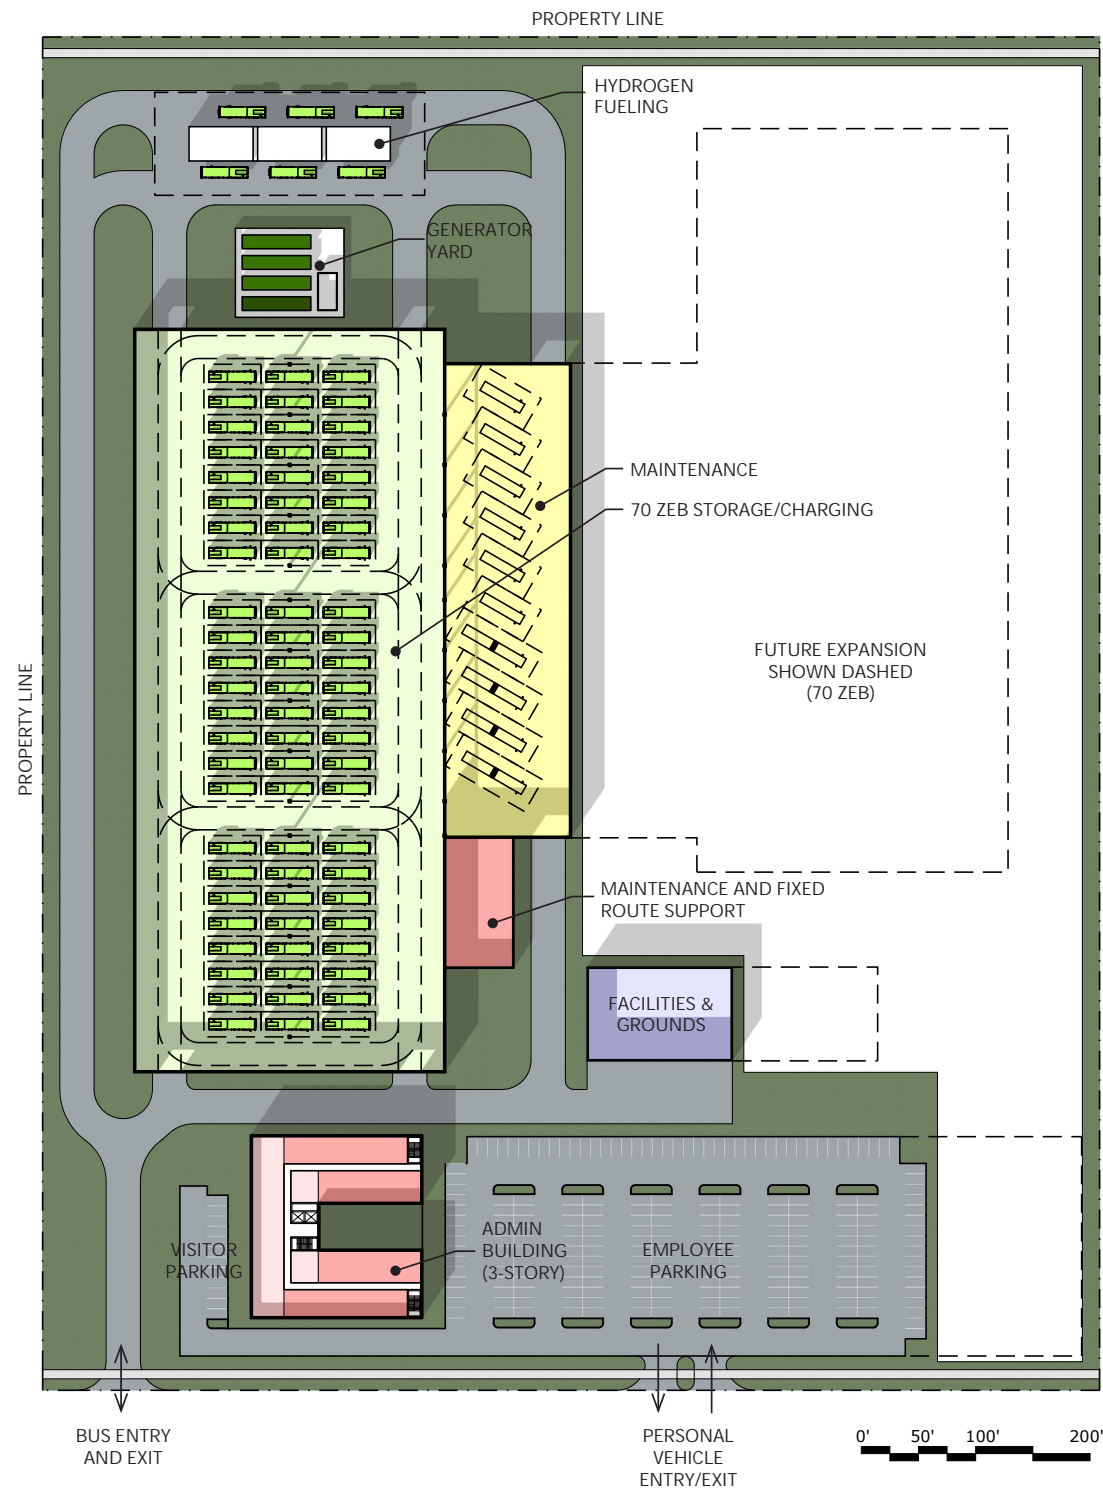 PROPERTY LINE
HYDROGEN
FUELING
GENERATOR
YARD
MAINTENANCE
70 ZEB STORAGE/CHARGING
FUTURE EXPANSION
SHOWN DASHED
(70 ZEB)
PROPERTY LINE
MAINTENANCE AND FIXED
ROUTE SUPPORT
FACILITIES &
GROUNDS
VISITOR
PARKING
ADMIN
BUILDING
(3-STORY)
EMPLOYEE
PARKING
BUS ENTRY
AND EXIT
PERSONAL
VEHICLE
ENTRY/EXIT
0' 50' 100' 200'